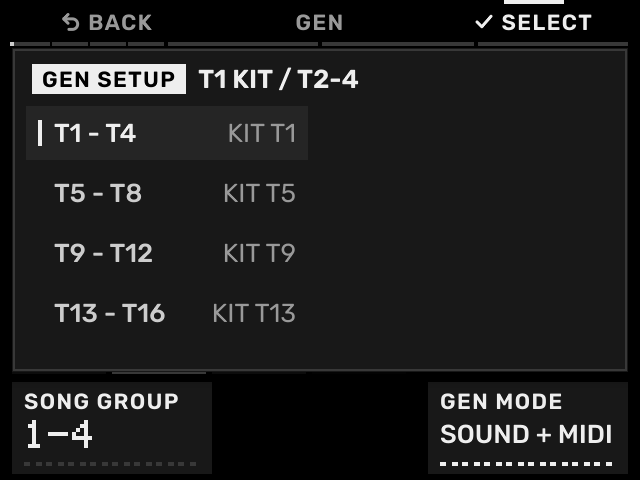 BACK GEN SELECT
GEN SETUP T1 KIT / T2-4
T1 - T4 KIT T1
T5 - T8 KIT T5
T9 - T12 KIT T9
T13 - T16 KIT T13
SONG GROUP GEN MODE
1-4 SOUND + MIDI